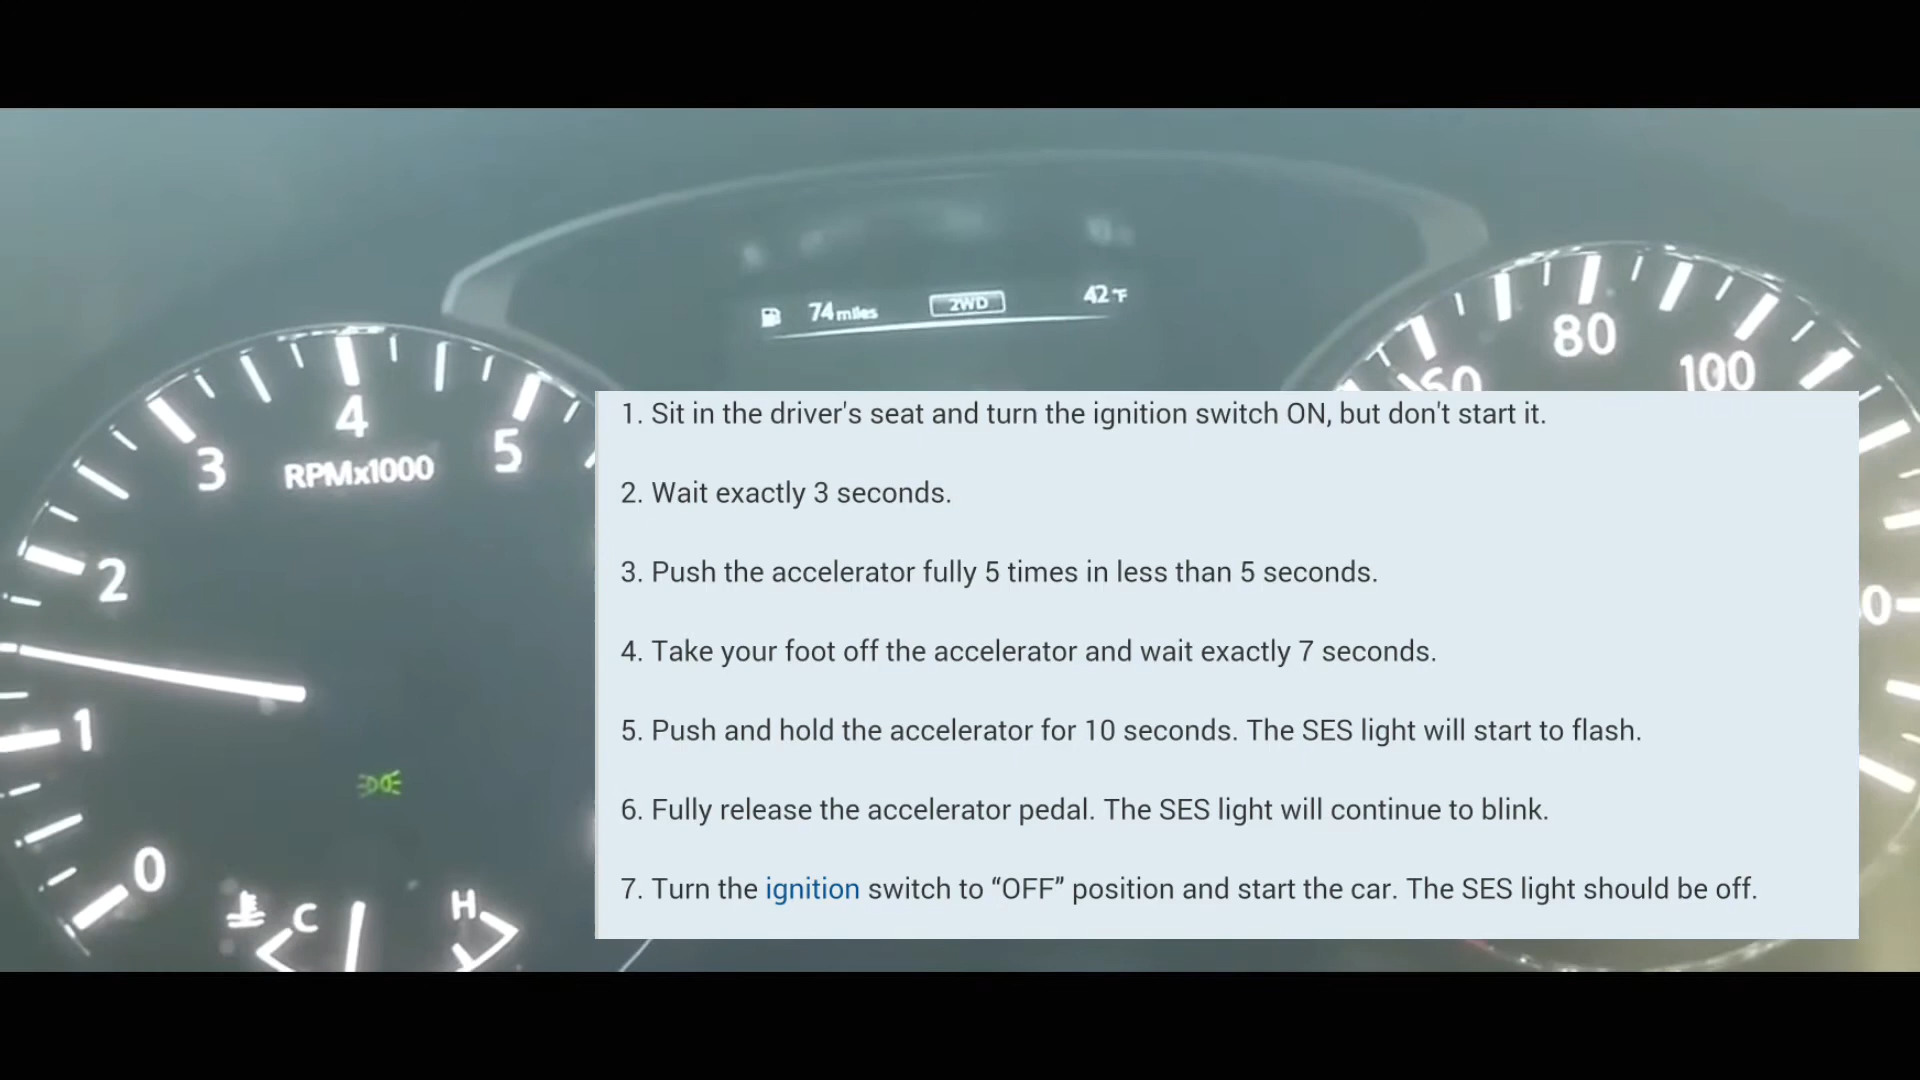 74 miles 2WD 42°F
60 80 100
3 4 5
RPMx1000
2
1
0
C H
1. Sit in the driver's seat and turn the ignition switch ON, but don't start it.
2. Wait exactly 3 seconds.
3. Push the accelerator fully 5 times in less than 5 seconds.
4. Take your foot off the accelerator and wait exactly 7 seconds.
5. Push and hold the accelerator for 10 seconds. The SES light will start to flash.
6. Fully release the accelerator pedal. The SES light will continue to blink.
7. Turn the ignition switch to “OFF” position and start the car. The SES light should be off.